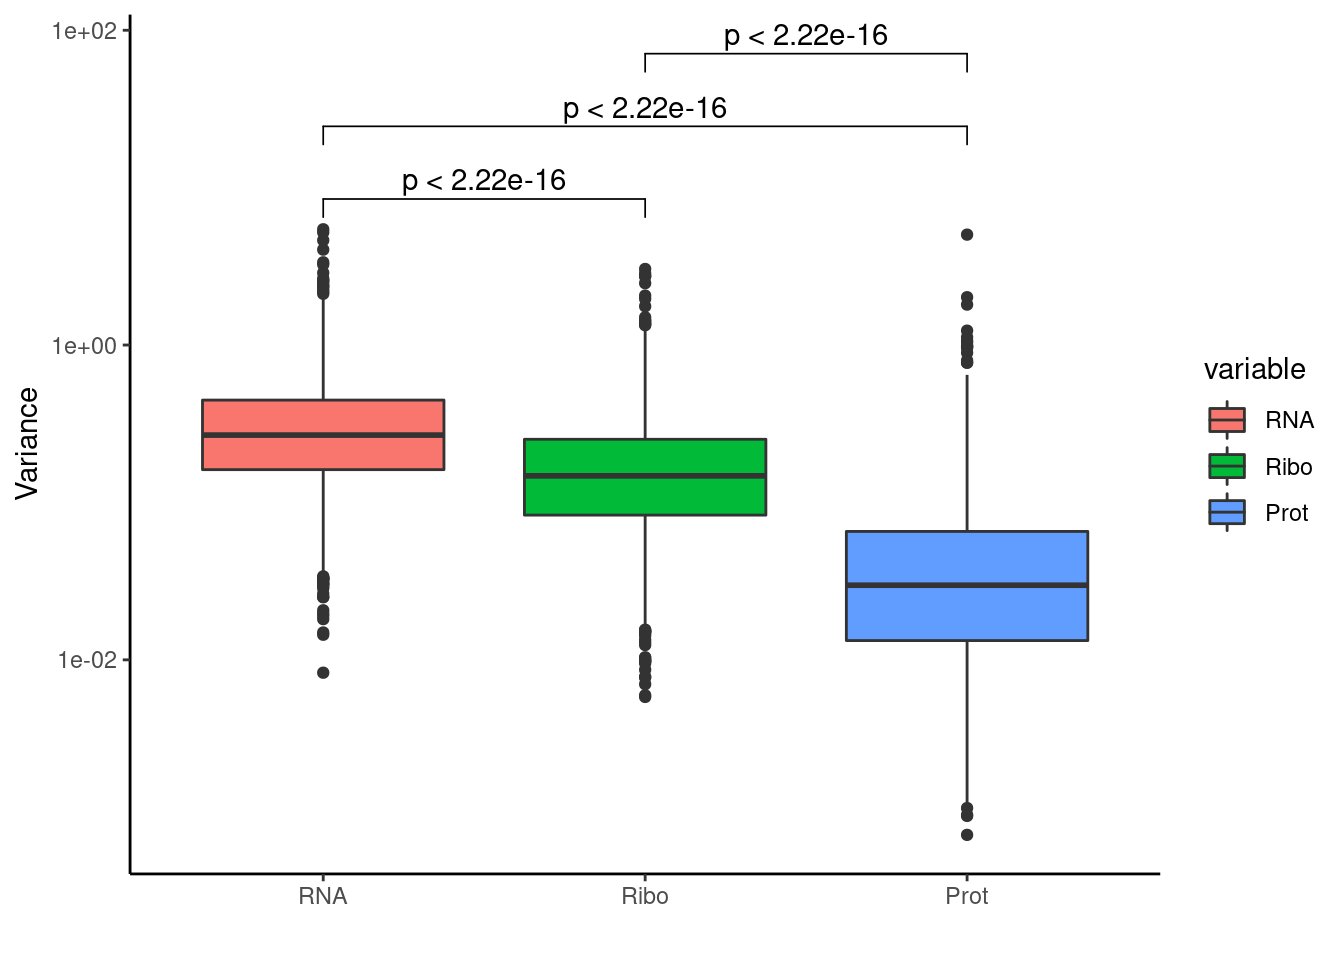 p < 2.22e-16
p < 2.22e-16
p < 2.22e-16
1e+02
1e+00
1e-02
Variance
RNA
Ribo
Prot
variable
RNA
Ribo
Prot